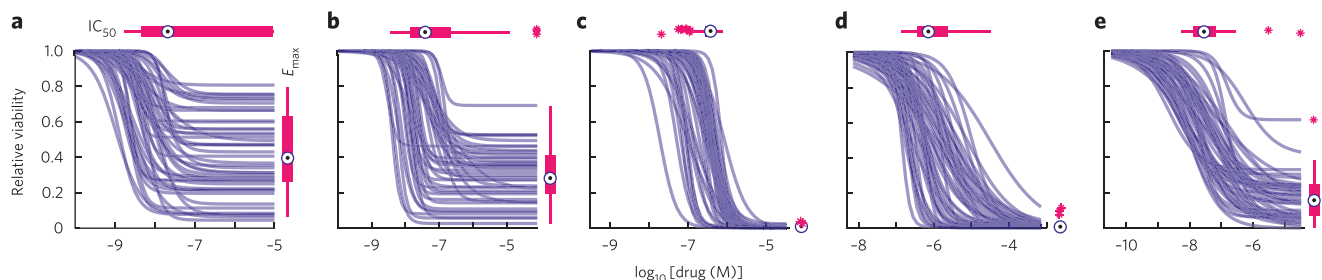 a b c d e
IC50
Emax
1.0
0.8
0.6
0.4
0.2
0
Relative viability
–9 –7 –5 –9 –7 –5 –9 –7 –5 –8 –6 –4 –10 –8 –6
log10 [drug (M)]